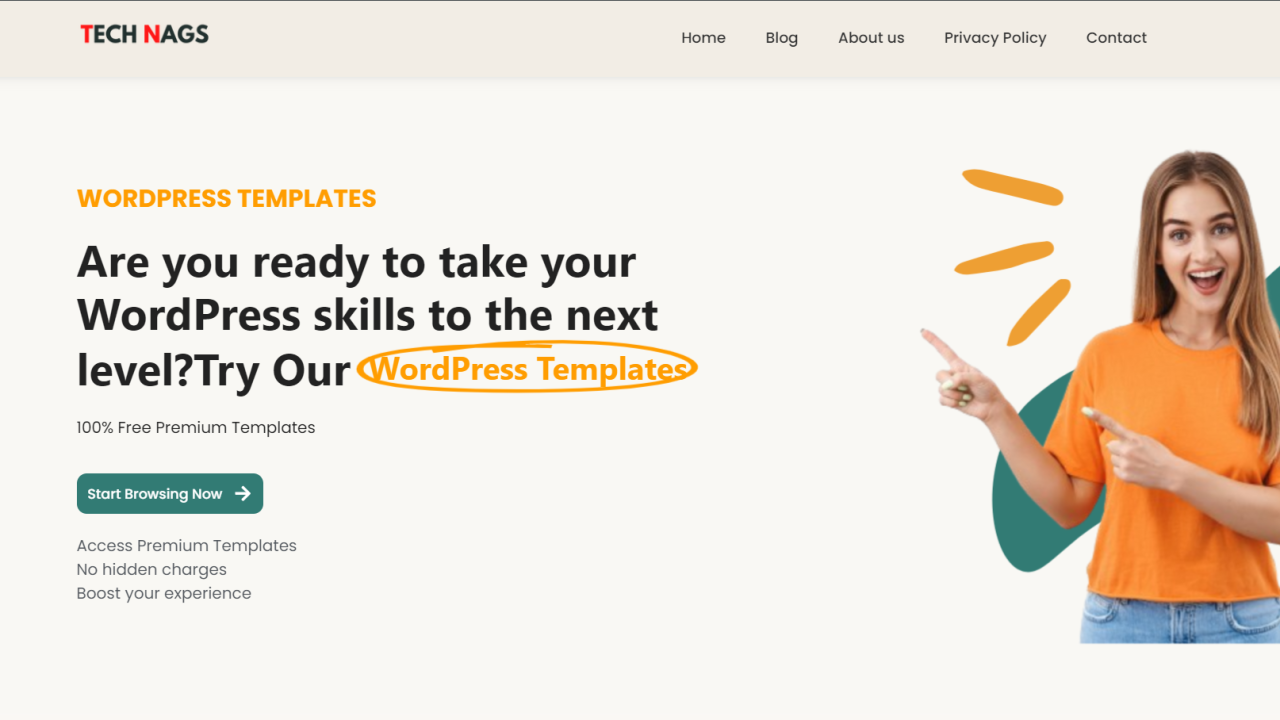 TECH NAGS
Home Blog About us Privacy Policy Contact
WORDPRESS TEMPLATES
Are you ready to take your
WordPress skills to the next
level?Try Our WordPress Templates
100% Free Premium Templates
Start Browsing Now
Access Premium Templates
No hidden charges
Boost your experience